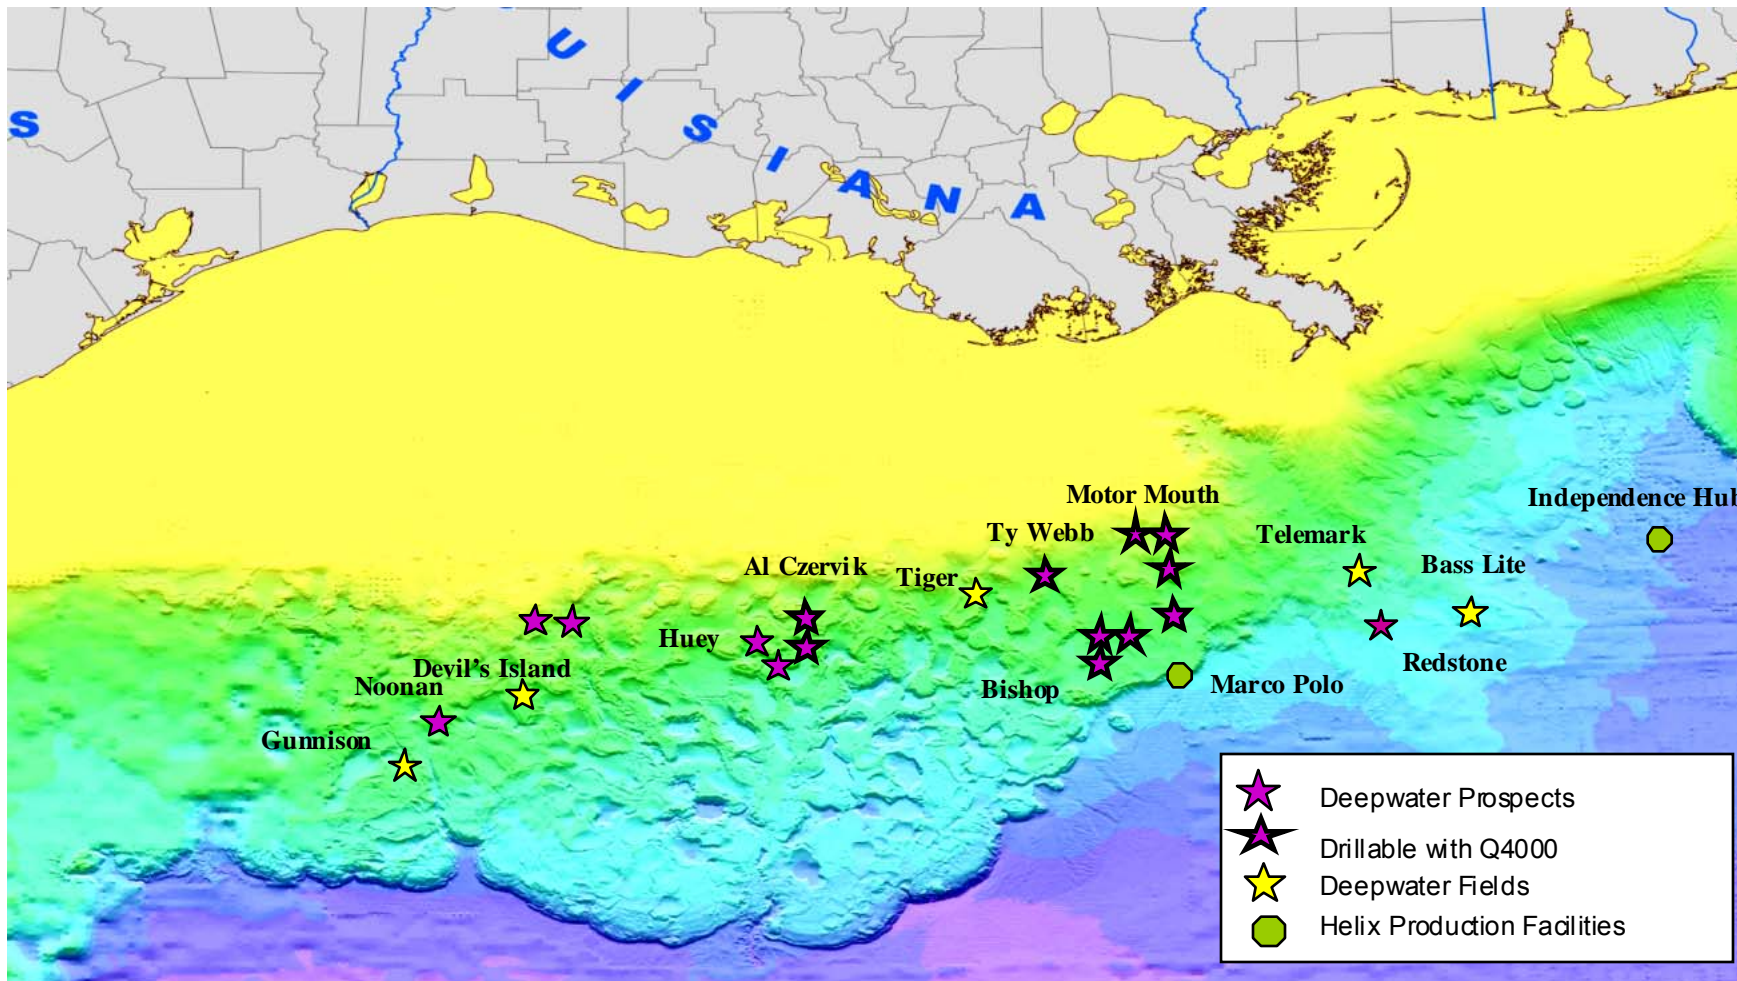 S
U I S I A N A
Motor Mouth
Independence Hub
Ty Webb
Telemark
Al Czervik
Tiger
Bass Lite
Huey
Devil's Island
Redstone
Noonan
Bishop
Marco Polo
Gunnison
Deepwater Prospects
Drillable with Q4000
Deepwater Fields
Helix Production Facilities